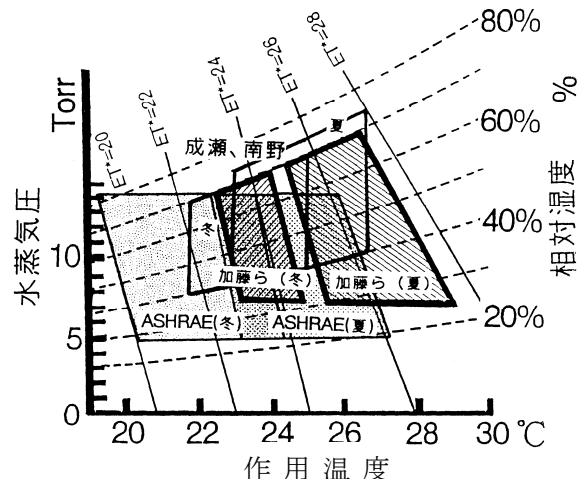 Torr
水蒸気圧
10
5
0
20
22
24
26
28
30 ℃
作用温度
80%
60%
40%
20%
相対湿度 %
ET*=20
ET*=22
ET*=24
ET*=26
ET*=28
成瀬、南野
夏
冬
加藤ら (冬)
加藤ら (夏)
ASHRAE(冬)
ASHRAE(夏)